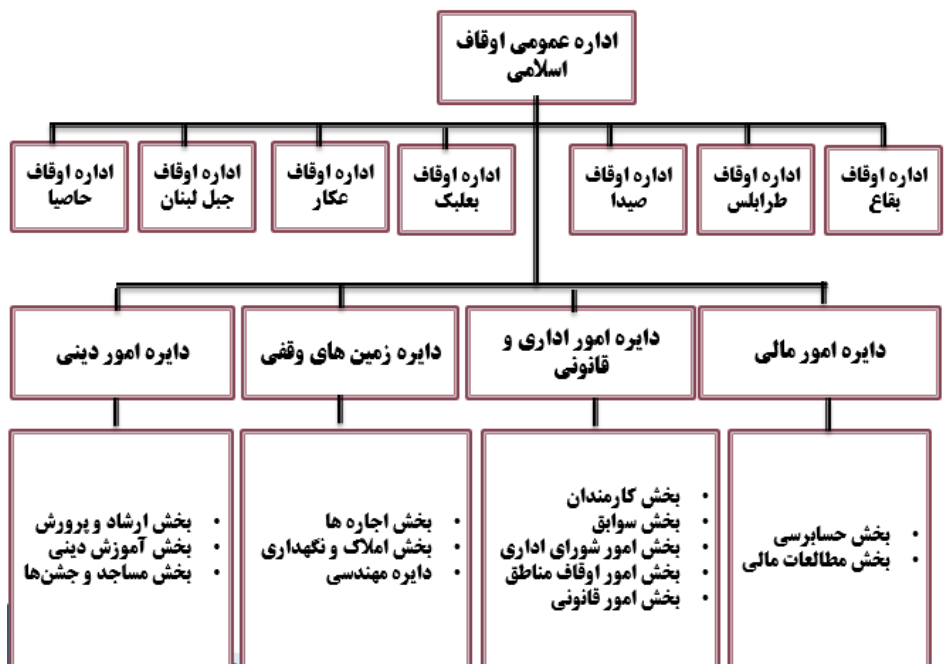 اداره عمومی اوقاف
اسلامی
اداره اوقاف
بقاع
اداره اوقاف
طرابلس
اداره اوقاف
صیدا
اداره اوقاف
بعلبک
اداره اوقاف
عکار
اداره اوقاف
جبل لبنان
اداره اوقاف
حاصیا
دایره امور مالی
دایره امور اداری و
قانونی
دایره زمین های وقفی
دایره امور دینی
• بخش حسابرسی
• بخش مطالعات مالی
• بخش کارمندان
• بخش سوابق
• بخش امور شورای اداری
• بخش امور اوقاف مناطق
• بخش امور قانونی
• بخش اجاره ها
• بخش املاک و نگهداری
• دایره مهندسی
• بخش ارشاد و پرورش
• بخش آموزش دینی
• بخش مساجد و جشن‌ها